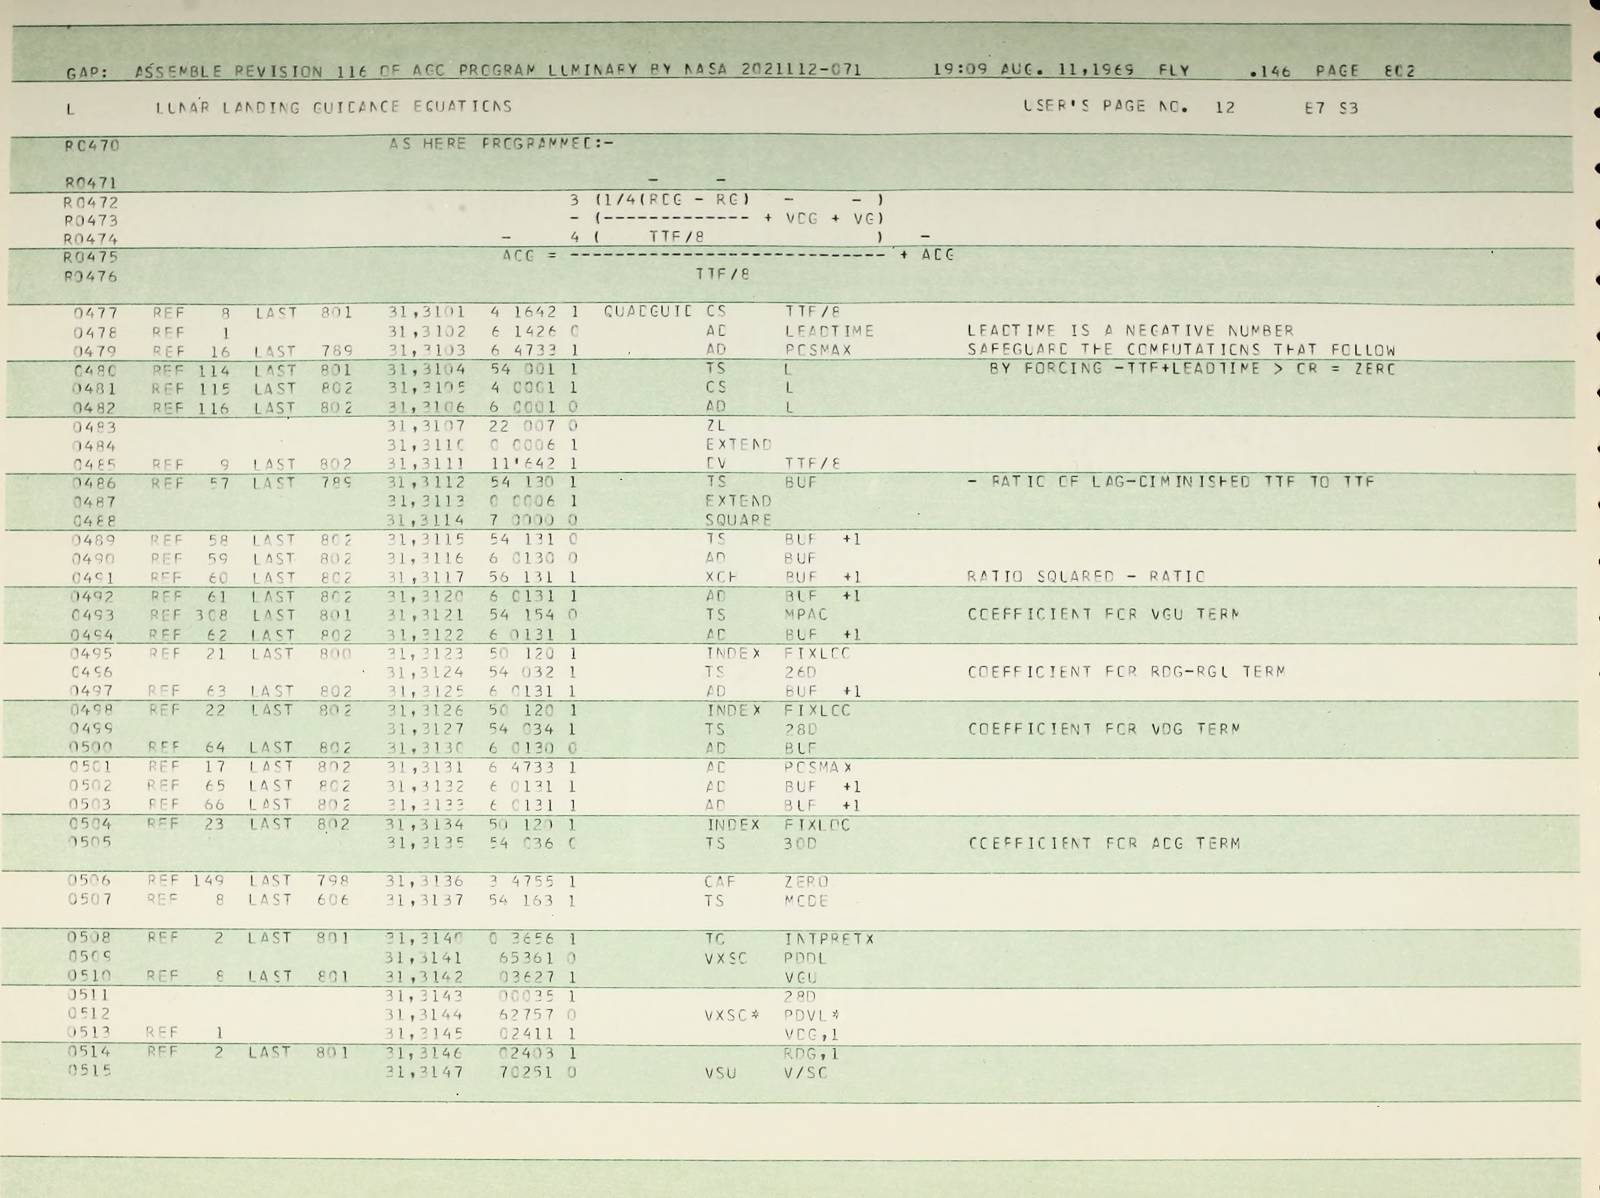 GAP: ASSEMBLE REVISION 116 OF AGC PROGRAM LUMINARY BY NASA 2021112-071 19:09 AUG. 11,1969 FLY .146 PAGE 802
L LUNAR LANDING GUIDANCE EQUATIONS USER'S PAGE NO. 12 E7 S3
R0470 AS HERE PROGRAMMED:-
R0471 - -
R0472 3 (1/4(RDG - RG) - - )
R0473 - (-------------- + VDG + VG)
R0474 - 4 ( TTF/8 ) -
R0475 ACG = ------------------------------ + ADG
R0476 TTF/8
0477 REF 8 LAST 801 31,3101 4 1642 1 QUADGUID CS TTF/8
0478 REF 1 31,3102 6 1426 0 AD LEADTIME LEADTIME IS A NEGATIVE NUMBER
0479 REF 16 LAST 789 31,3103 6 4733 1 AD POSMAX SAFEGUARD THE COMPUTATIONS THAT FOLLOW
0480 REF 114 LAST 801 31,3104 54 001 1 TS L BY FORCING -TTF+LEADTIME > OR = ZERO
0481 REF 115 LAST 802 31,3105 4 0001 1 CS L
0482 REF 116 LAST 802 31,3106 6 0001 0 AD L
0483 31,3107 22 007 0 ZL
0484 31,3110 0 0006 1 EXTEND
0485 REF 9 LAST 802 31,3111 11'642 1 DV TTF/8
0486 REF 57 LAST 789 31,3112 54 130 1 TS BUF - RATIO OF LAG-DIMINISHED TTF TO TTF
0487 31,3113 0 0006 1 EXTEND
0488 31,3114 7 0000 0 SQUARE
0489 REF 58 LAST 802 31,3115 54 131 0 TS BUF +1
0490 REF 59 LAST 802 31,3116 6 0130 0 AD BUF
0491 REF 60 LAST 802 31,3117 56 131 1 XCH BUF +1 RATIO SQUARED - RATIO
0492 REF 61 LAST 802 31,3120 6 0131 1 AD BUF +1
0493 REF 308 LAST 801 31,3121 54 154 0 TS MPAC COEFFICIENT FOR VGU TERM
0494 REF 62 LAST 802 31,3122 6 0131 1 AD BUF +1
0495 REF 21 LAST 800 31,3123 50 120 1 INDEX FIXLOC
0496 31,3124 54 032 1 TS 26D COEFFICIENT FOR RDG-RGU TERM
0497 REF 63 LAST 802 31,3125 6 0131 1 AD BUF +1
0498 REF 22 LAST 802 31,3126 50 120 1 INDEX FIXLOC
0499 31,3127 54 034 1 TS 28D COEFFICIENT FOR VDG TERM
0500 REF 64 LAST 802 31,3130 6 0130 0 AD BUF
0501 REF 17 LAST 802 31,3131 6 4733 1 AD POSMAX
0502 REF 65 LAST 802 31,3132 6 0131 1 AD BUF +1
0503 REF 66 LAST 802 31,3133 6 0131 1 AD BUF +1
0504 REF 23 LAST 802 31,3134 50 120 1 INDEX FIXLOC
0505 31,3135 54 036 0 TS 30D COEFFICIENT FOR ADG TERM
0506 REF 149 LAST 798 31,3136 3 4755 1 CAF ZERO
0507 REF 8 LAST 606 31,3137 54 163 1 TS MODE
0508 REF 2 LAST 801 31,3140 0 3656 1 TC INTPRETX
0509 31,3141 65361 0 VXSC PDDL
0510 REF 8 LAST 801 31,3142 03627 1 VGU
0511 31,3143 00035 1 28D
0512 31,3144 62757 0 VXSC* PDVL*
0513 REF 1 31,3145 02411 1 VDG,1
0514 REF 2 LAST 801 31,3146 02403 1 RDG,1
0515 31,3147 70251 0 VSU V/SC